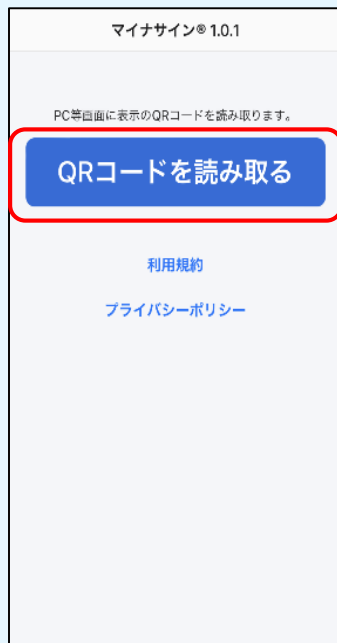 マイナサイン® 1.0.1
PC等画面に表示のQRコードを読み取ります。
QRコードを読み取る
利用規約
プライバシーポリシー